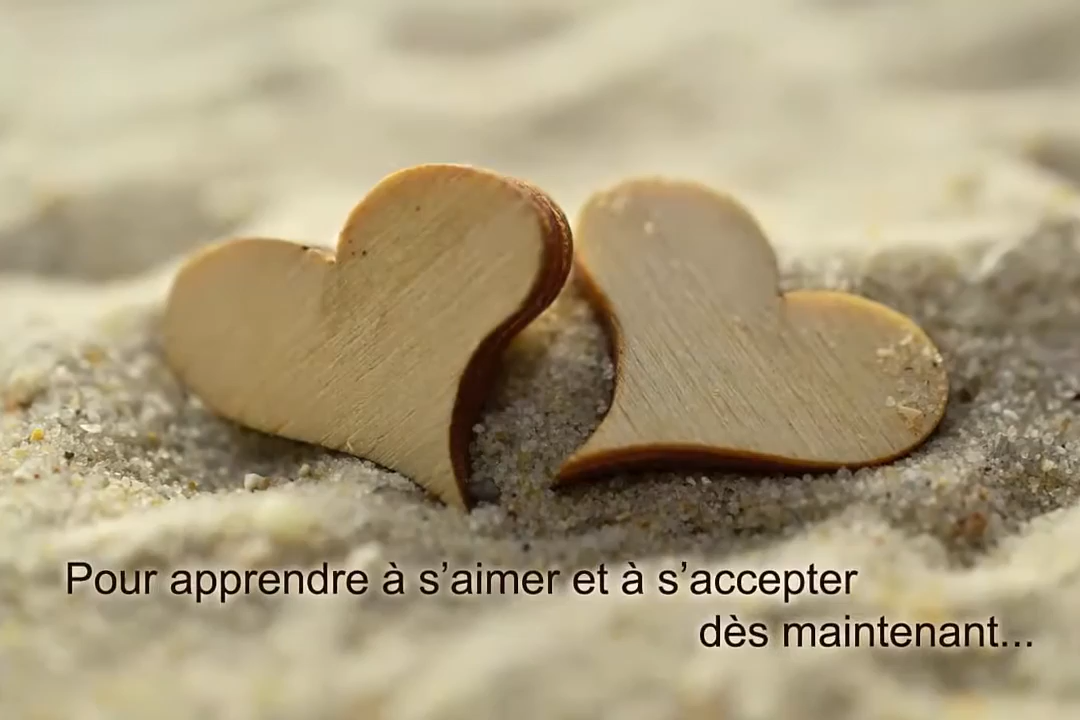 Pour apprendre à s’aimer et à s’accepter
dès maintenant...